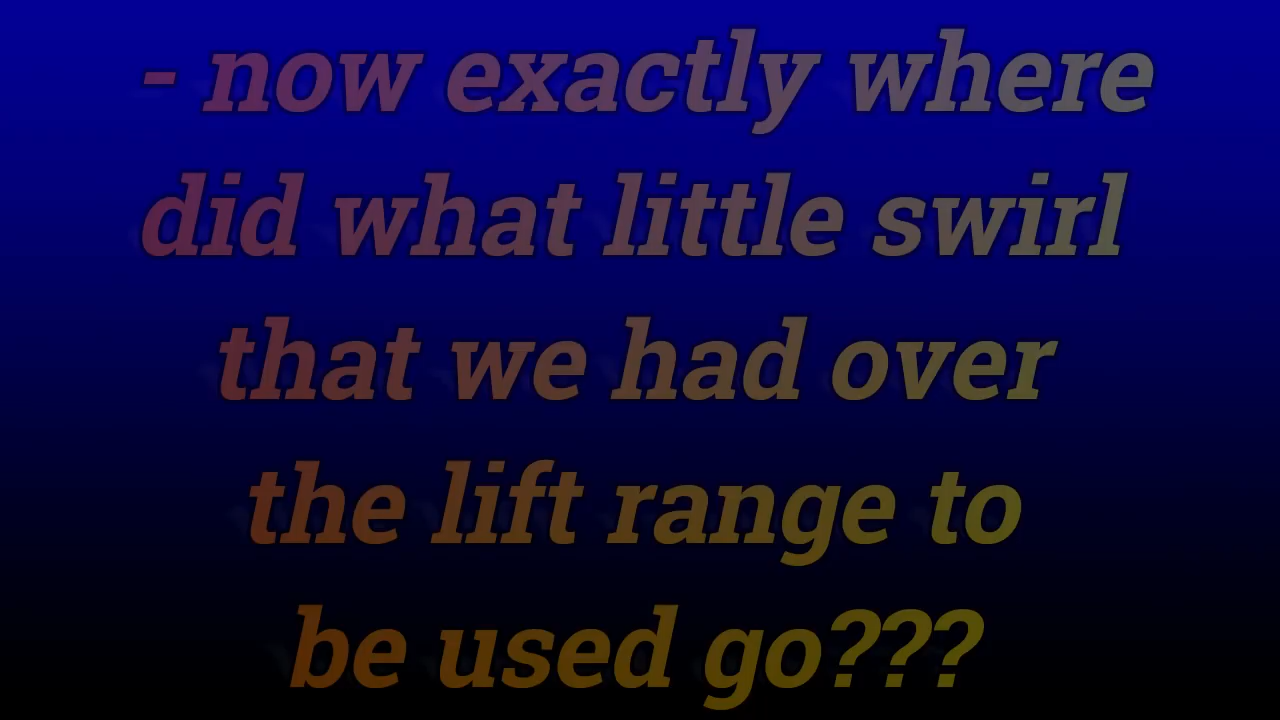 - now exactly where
did what little swirl
that we had over
the lift range to
be used go???